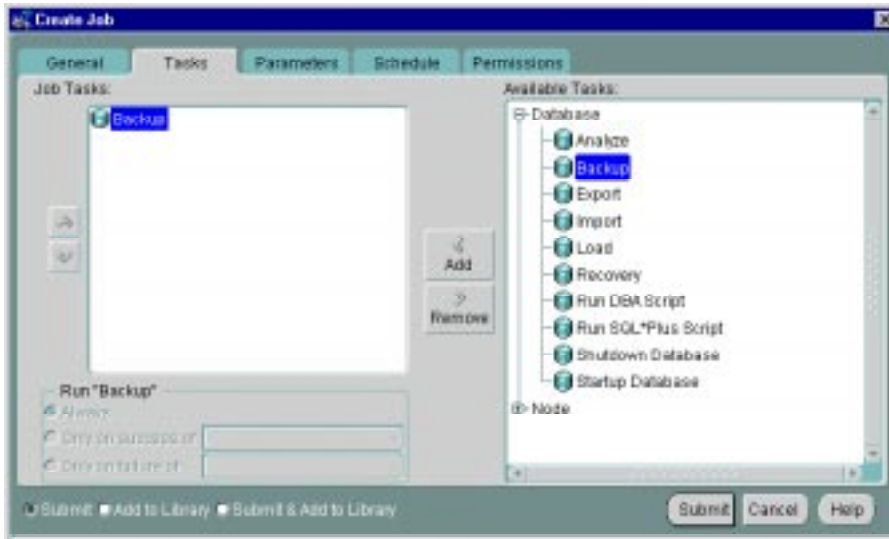 Create Job
General Tasks Parameters Schedule Permissions
Job Tasks:
Backup
Add
Remove
Run "Backup"
Always
Only on success of:
Only on failure of:
Available Tasks:
Database
Analyze
Backup
Export
Import
Load
Recovery
Run DBA Script
Run SQL*Plus Script
Shutdown Database
Startup Database
Node
Submit Add to Library Submit & Add to Library
Submit Cancel Help